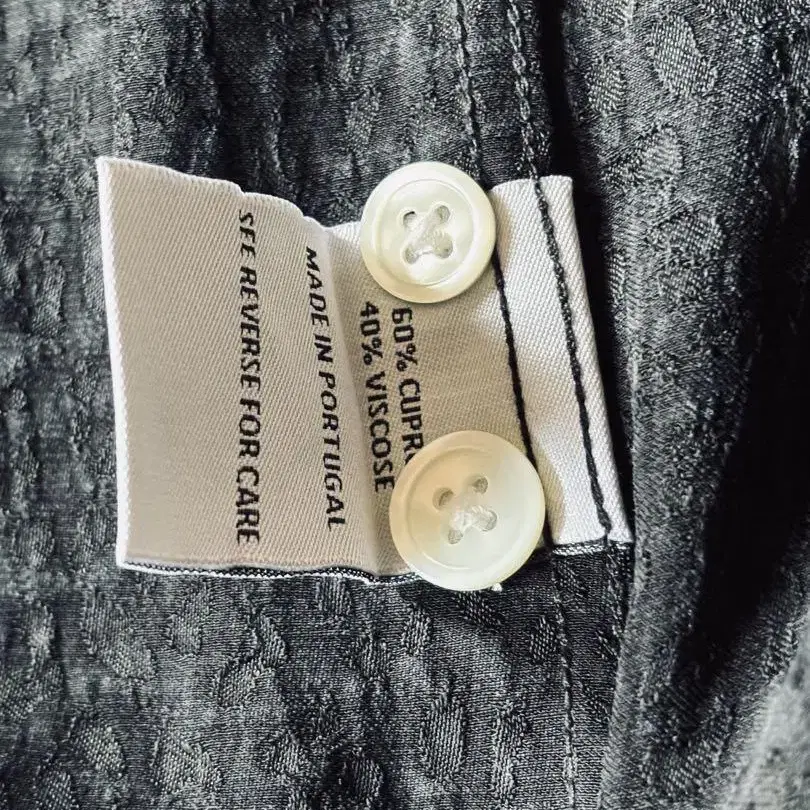 60% CUPR
40% VISCOSE
MADE IN PORTUGAL
SEE REVERSE FOR CARE